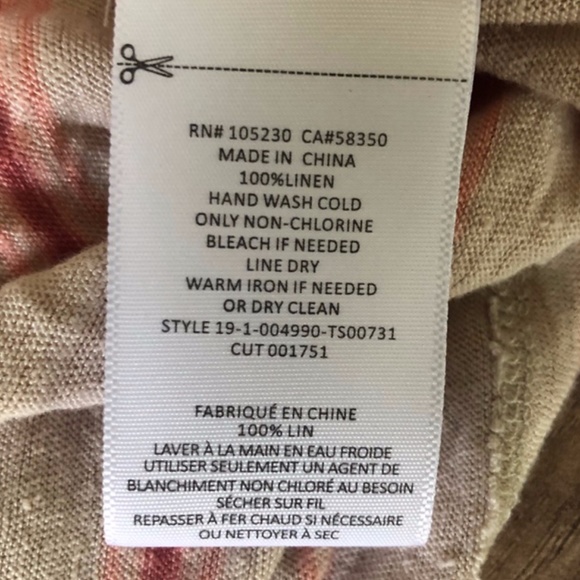 RN# 105230 CA#58350
MADE IN CHINA
100%LINEN
HAND WASH COLD
ONLY NON-CHLORINE
BLEACH IF NEEDED
LINE DRY
WARM IRON IF NEEDED
OR DRY CLEAN
STYLE 19-1-004990-TS00731
CUT 001751
FABRIQUÉ EN CHINE
100% LIN
LAVER À LA MAIN EN EAU FROIDE
UTILISER SEULEMENT UN AGENT DE
BLANCHIMENT NON CHLORÉ AU BESOIN
SÉCHER SUR FIL
REPASSER À FER CHAUD SI NÉCESSAIRE
OU NETTOYER À SEC